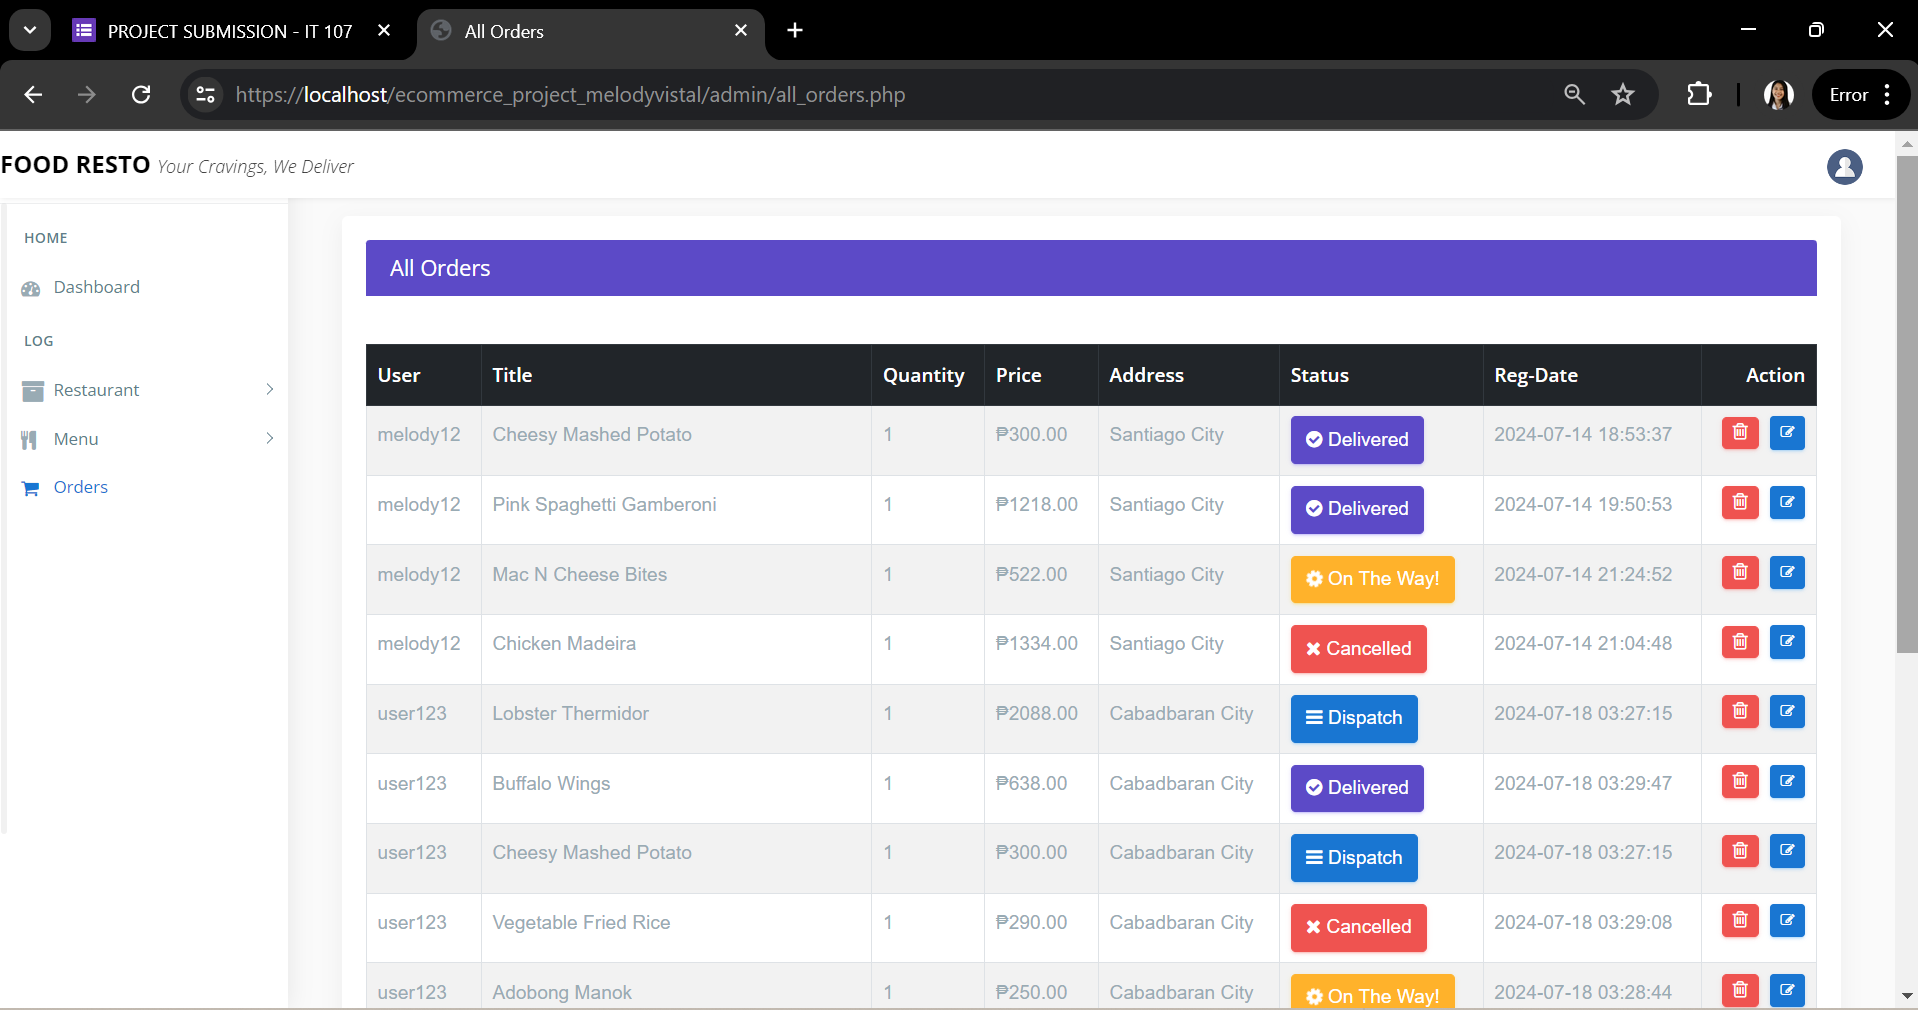 PROJECT SUBMISSION - IT 107
All Orders
https://localhost/ecommerce_project_melodyvistal/admin/all_orders.php
Error
FOOD RESTO Your Cravings, We Deliver
HOME
Dashboard
LOG
Restaurant
Menu
Orders
All Orders
User Title Quantity Price Address Status Reg-Date Action
melody12 Cheesy Mashed Potato 1 ₱300.00 Santiago City Delivered 2024-07-14 18:53:37
melody12 Pink Spaghetti Gamberoni 1 ₱1218.00 Santiago City Delivered 2024-07-14 19:50:53
melody12 Mac N Cheese Bites 1 ₱522.00 Santiago City On The Way! 2024-07-14 21:24:52
melody12 Chicken Madeira 1 ₱1334.00 Santiago City Cancelled 2024-07-14 21:04:48
user123 Lobster Thermidor 1 ₱2088.00 Cabadbaran City Dispatch 2024-07-18 03:27:15
user123 Buffalo Wings 1 ₱638.00 Cabadbaran City Delivered 2024-07-18 03:29:47
user123 Cheesy Mashed Potato 1 ₱300.00 Cabadbaran City Dispatch 2024-07-18 03:27:15
user123 Vegetable Fried Rice 1 ₱290.00 Cabadbaran City Cancelled 2024-07-18 03:29:08
user123 Adobong Manok 1 ₱250.00 Cabadbaran City On The Way! 2024-07-18 03:28:44